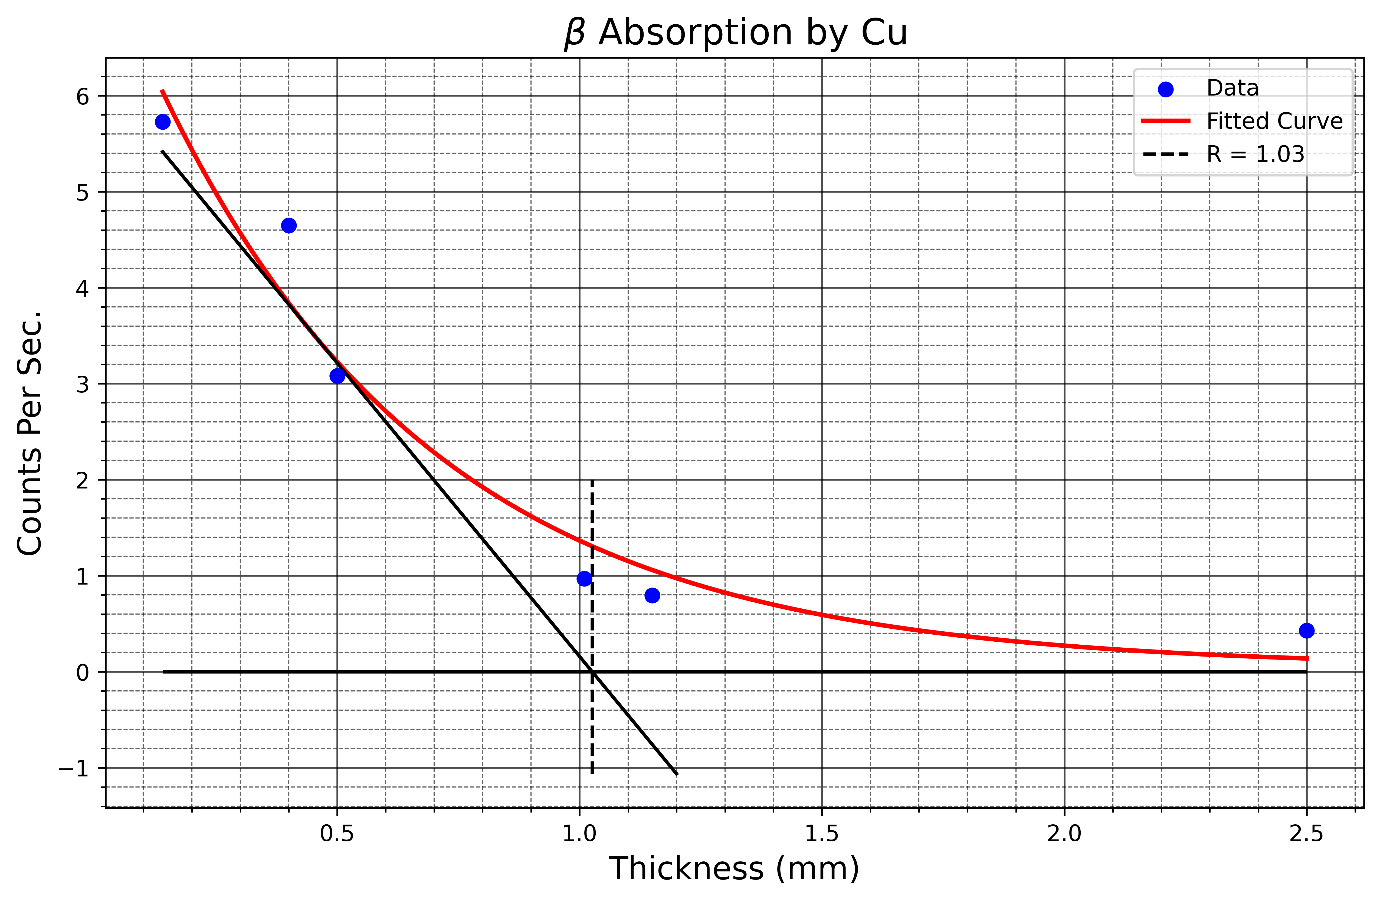 β Absorption by Cu
Data
Fitted Curve
R = 1.03
Counts Per Sec.
6
5
4
3
2
1
0
−1
0.5 1.0 1.5 2.0 2.5
Thickness (mm)